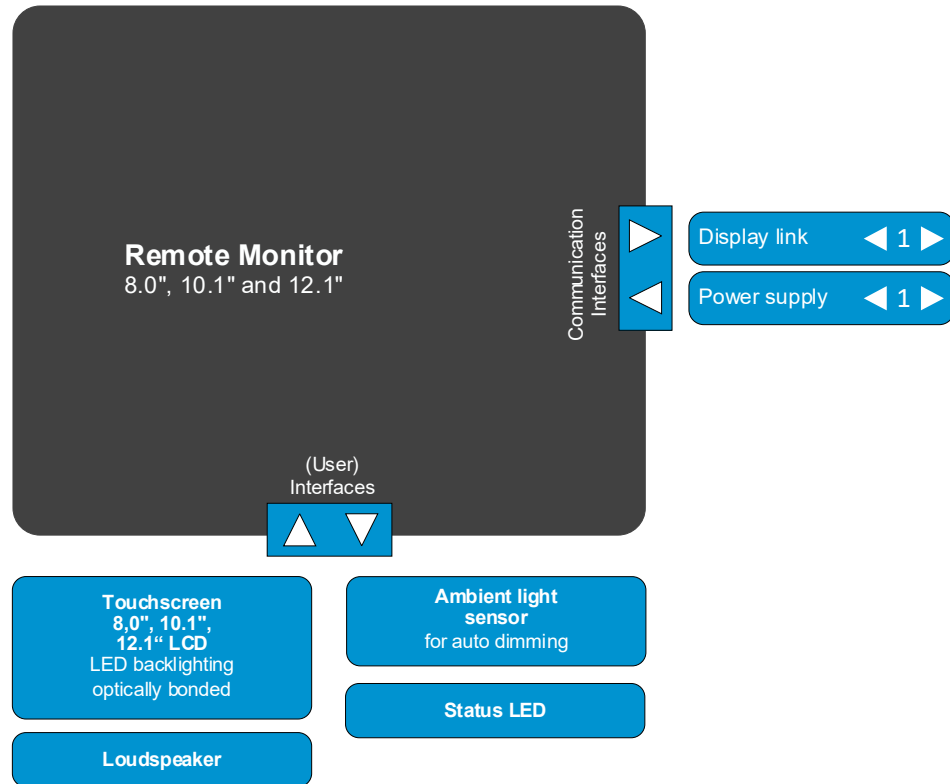 Remote Monitor
8.0", 10.1" and 12.1"
Communication
Interfaces
Display link ◀ 1 ▶
Power supply ◀ 1 ▶
(User)
Interfaces
Touchscreen
8,0", 10.1",
12.1“ LCD
LED backlighting
optically bonded
Ambient light
sensor
for auto dimming
Status LED
Loudspeaker